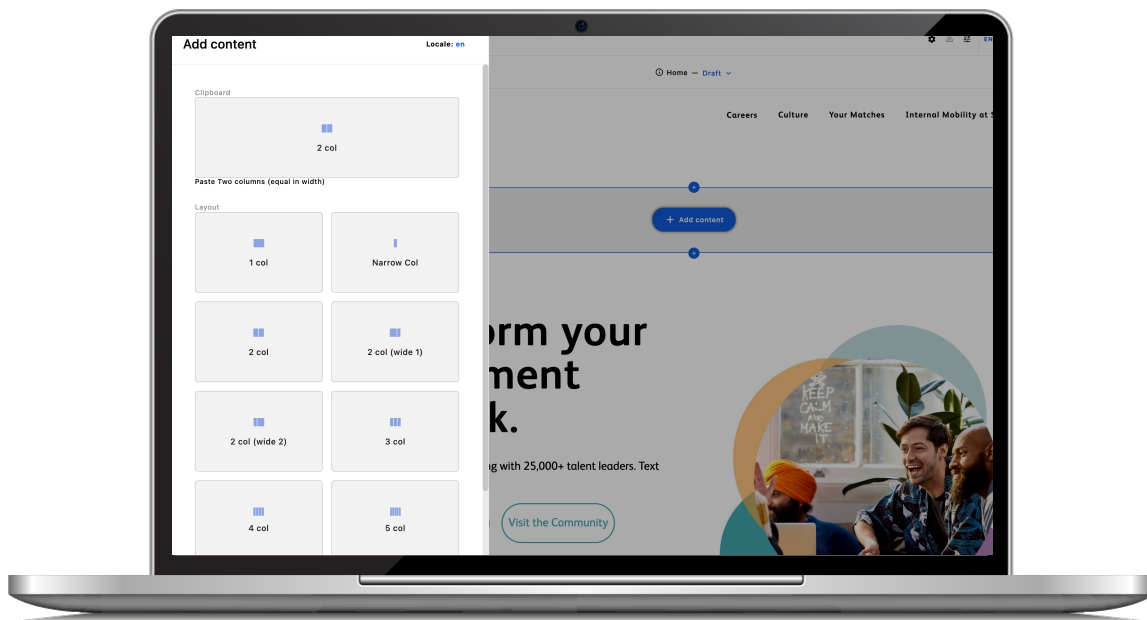 Add content
Locale: en
Clipboard
2 col
Paste Two columns (equal in width)
Layout
1 col
Narrow Col
2 col
2 col (wide 1)
2 col (wide 2)
3 col
4 col
5 col
EN
Home — Draft
Careers Culture Your Matches Internal Mobility at
+ Add content
orm your
ment
k.
g with 25,000+ talent leaders. Text
Visit the Community
KEEP
CALM
AND
MAKE
IT